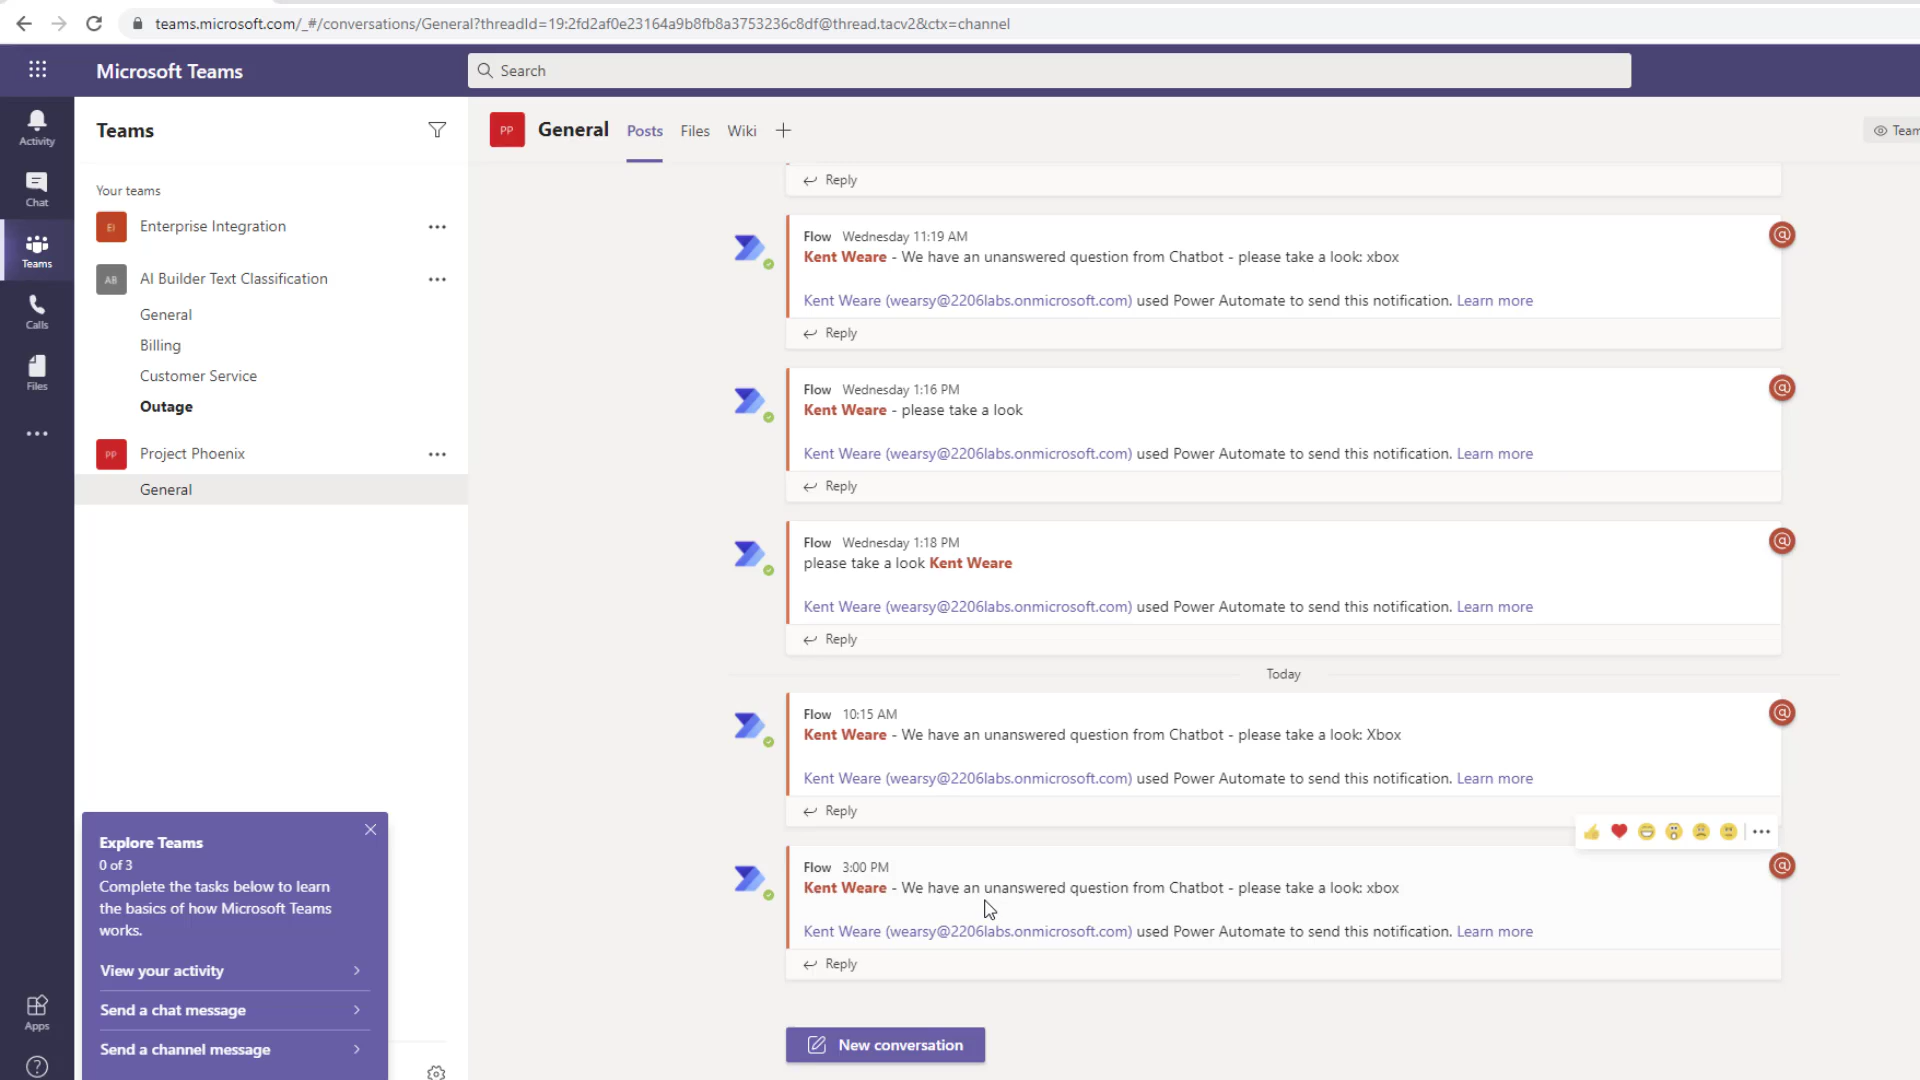 teams.microsoft.com/_#/conversations/General?threadId=19:2fd2af0e23164a9b8fb8a3753236c8df@thread.tacv2&ctx=channel
Microsoft Teams
Search
Activity
Chat
Teams
Calls
Files
Apps
Teams
Your teams
EI Enterprise Integration
AB AI Builder Text Classification
General
Billing
Customer Service
Outage
PP Project Phoenix
General
Explore Teams
0 of 3
Complete the tasks below to learn
the basics of how Microsoft Teams
works.
View your activity
Send a chat message
Send a channel message
PP General Posts Files Wiki
Team
Reply
Flow Wednesday 11:19 AM
Kent Weare - We have an unanswered question from Chatbot - please take a look: xbox
Kent Weare (wearsy@2206labs.onmicrosoft.com) used Power Automate to send this notification. Learn more
Reply
Flow Wednesday 1:16 PM
Kent Weare - please take a look
Kent Weare (wearsy@2206labs.onmicrosoft.com) used Power Automate to send this notification. Learn more
Reply
Flow Wednesday 1:18 PM
please take a look Kent Weare
Kent Weare (wearsy@2206labs.onmicrosoft.com) used Power Automate to send this notification. Learn more
Reply
Today
Flow 10:15 AM
Kent Weare - We have an unanswered question from Chatbot - please take a look: Xbox
Kent Weare (wearsy@2206labs.onmicrosoft.com) used Power Automate to send this notification. Learn more
Reply
Flow 3:00 PM
Kent Weare - We have an unanswered question from Chatbot - please take a look: xbox
Kent Weare (wearsy@2206labs.onmicrosoft.com) used Power Automate to send this notification. Learn more
Reply
New conversation